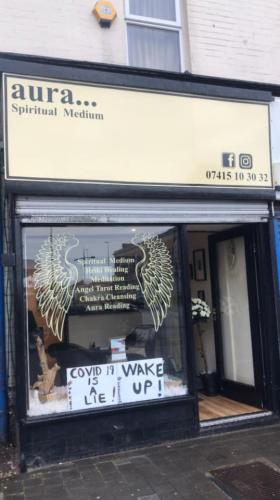 aura...
Spiritual Medium
07415 10 30 32
Spiritual Medium
Reiki Healing
Meditation
Angel Tarot Reading
Chakra Cleansing
Aura Reading
COVID 19
IS
A
LIE!
WAKE
UP!